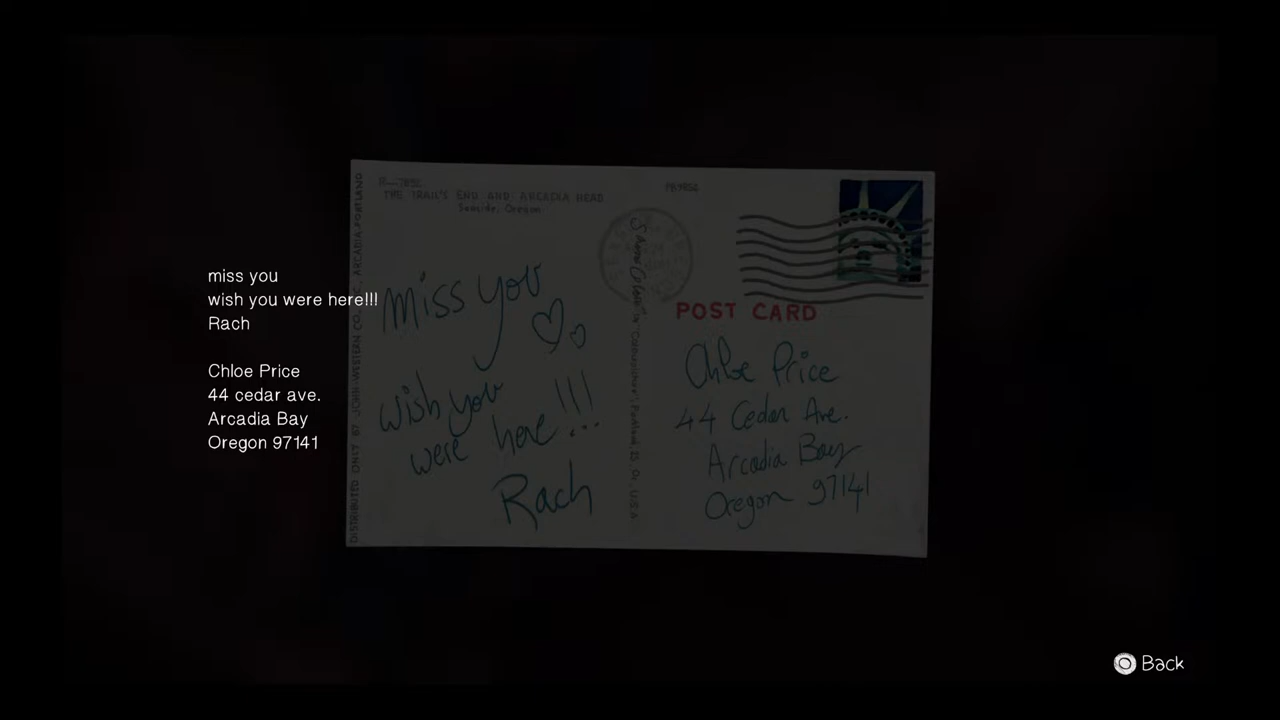 miss you
wish you were here!!!
Rach
Chloe Price
44 cedar ave.
Arcadia Bay
Oregon 97141
THE TRAIL'S END AND ARCADIA HEAD
Seaside, Oregon
miss you
wish you
were here!!!
Rach
POST CARD
Chloe Price
44 Cedar Ave.
Arcadia Bay
Oregon 97141
Back